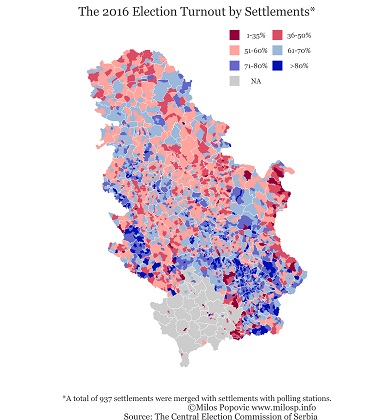 The 2016 Election Turnout by Settlements*
1-35% 36-50%
51-60% 61-70%
71-80% >80%
NA
*A total of 937 settlements were merged with settlements with polling stations.
©Milos Popovic www.milosp.info
Source: The Central Election Commission of Serbia